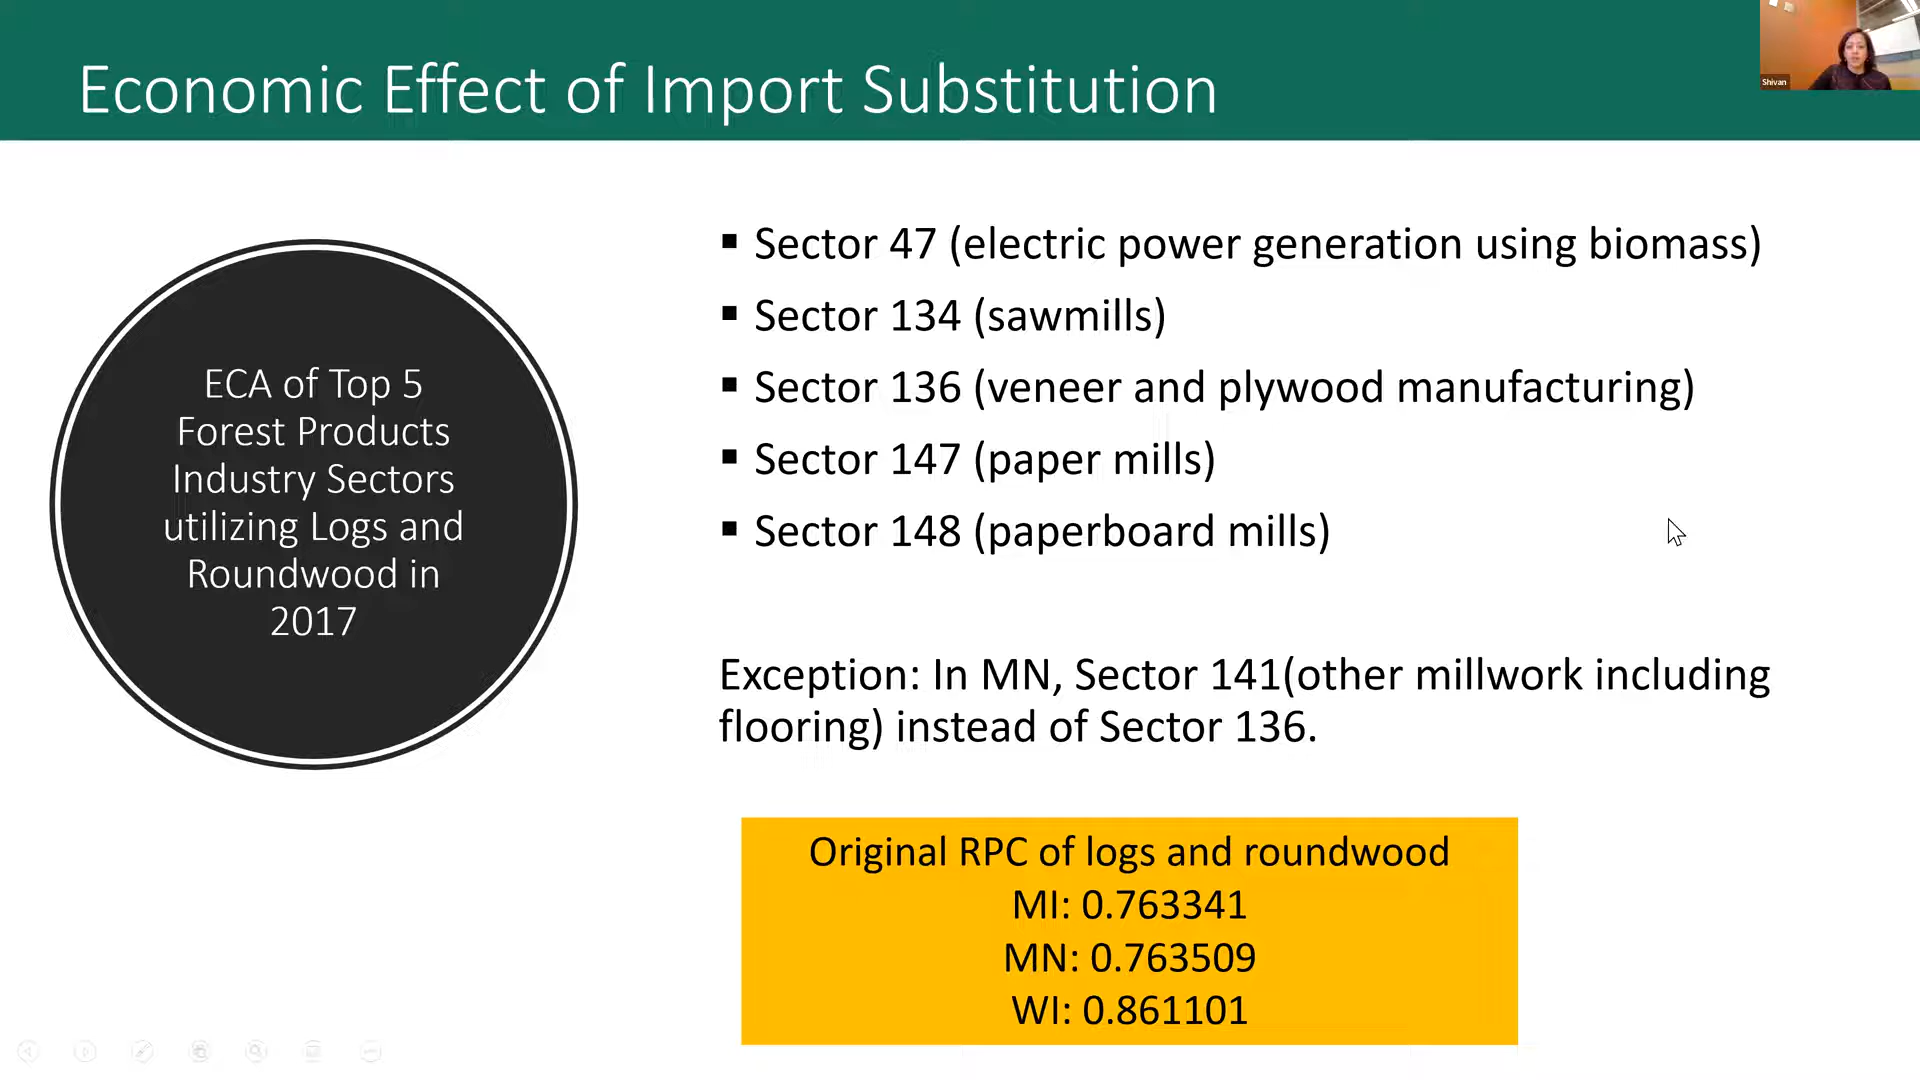 Economic Effect of Import Substitution
Shivan
ECA of Top 5
Forest Products
Industry Sectors
utilizing Logs and
Roundwood in
2017
▪ Sector 47 (electric power generation using biomass)
▪ Sector 134 (sawmills)
▪ Sector 136 (veneer and plywood manufacturing)
▪ Sector 147 (paper mills)
▪ Sector 148 (paperboard mills)
Exception: In MN, Sector 141(other millwork including
flooring) instead of Sector 136.
Original RPC of logs and roundwood
MI: 0.763341
MN: 0.763509
WI: 0.861101